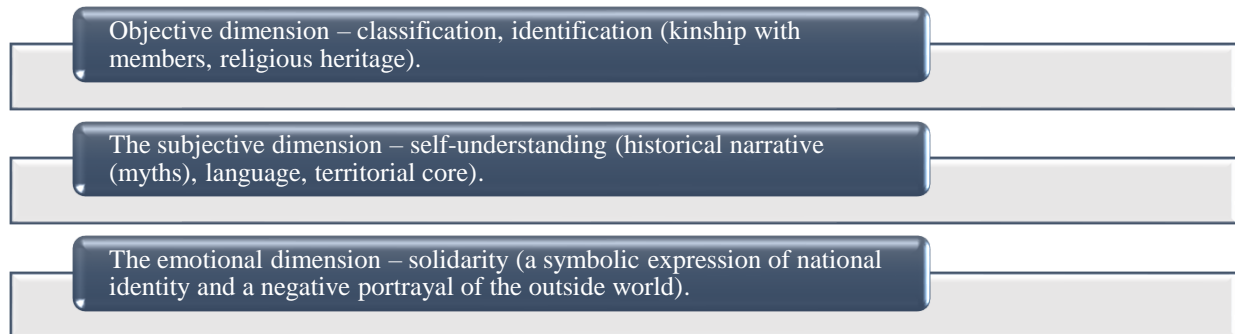 Objective dimension – classification, identification (kinship with
members, religious heritage).
The subjective dimension – self-understanding (historical narrative
(myths), language, territorial core).
The emotional dimension – solidarity (a symbolic expression of national
identity and a negative portrayal of the outside world).